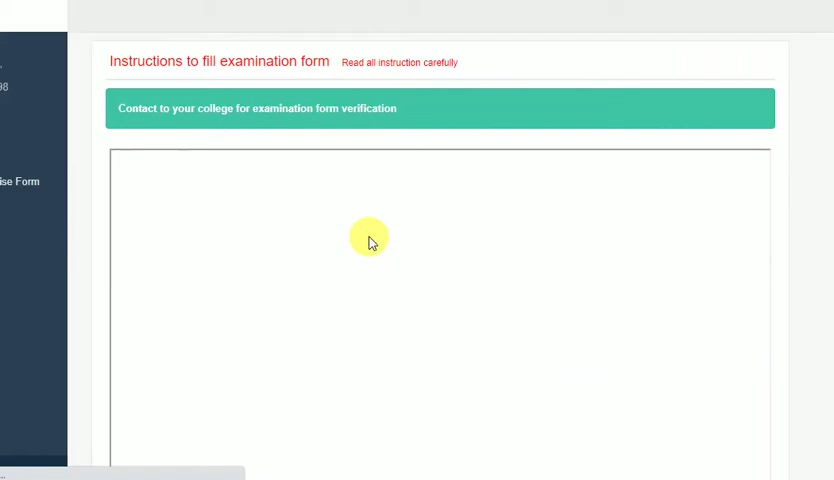 Instructions to fill examination form Read all instruction carefully
98
Contact to your college for examination form verification
ise Form
...